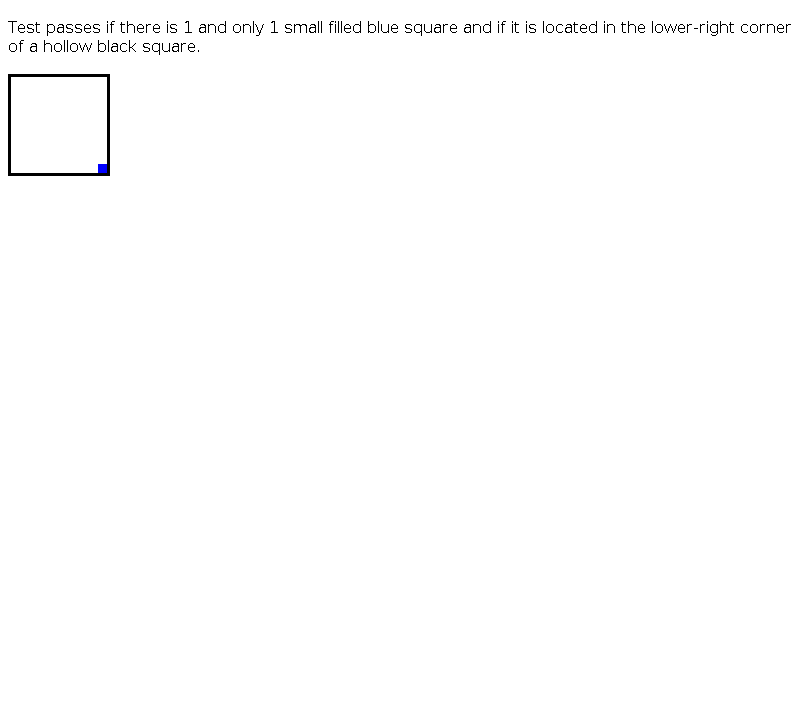 Test passes if there is 1 and only 1 small filled blue square and if it is located in the lower-right corner
of a hollow black square.